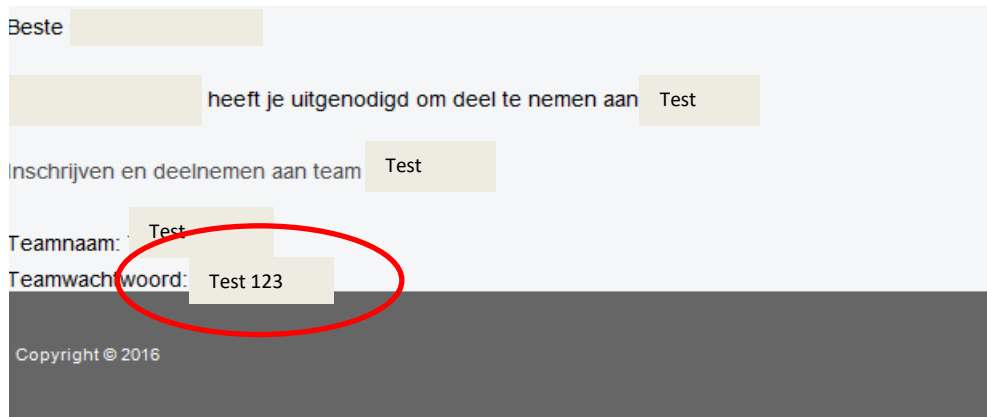 Beste
heeft je uitgenodigd om deel te nemen aan Test
Inschrijven en deelnemen aan team Test
Teamnaam: Test
Teamwachtwoord: Test 123
Copyright © 2016